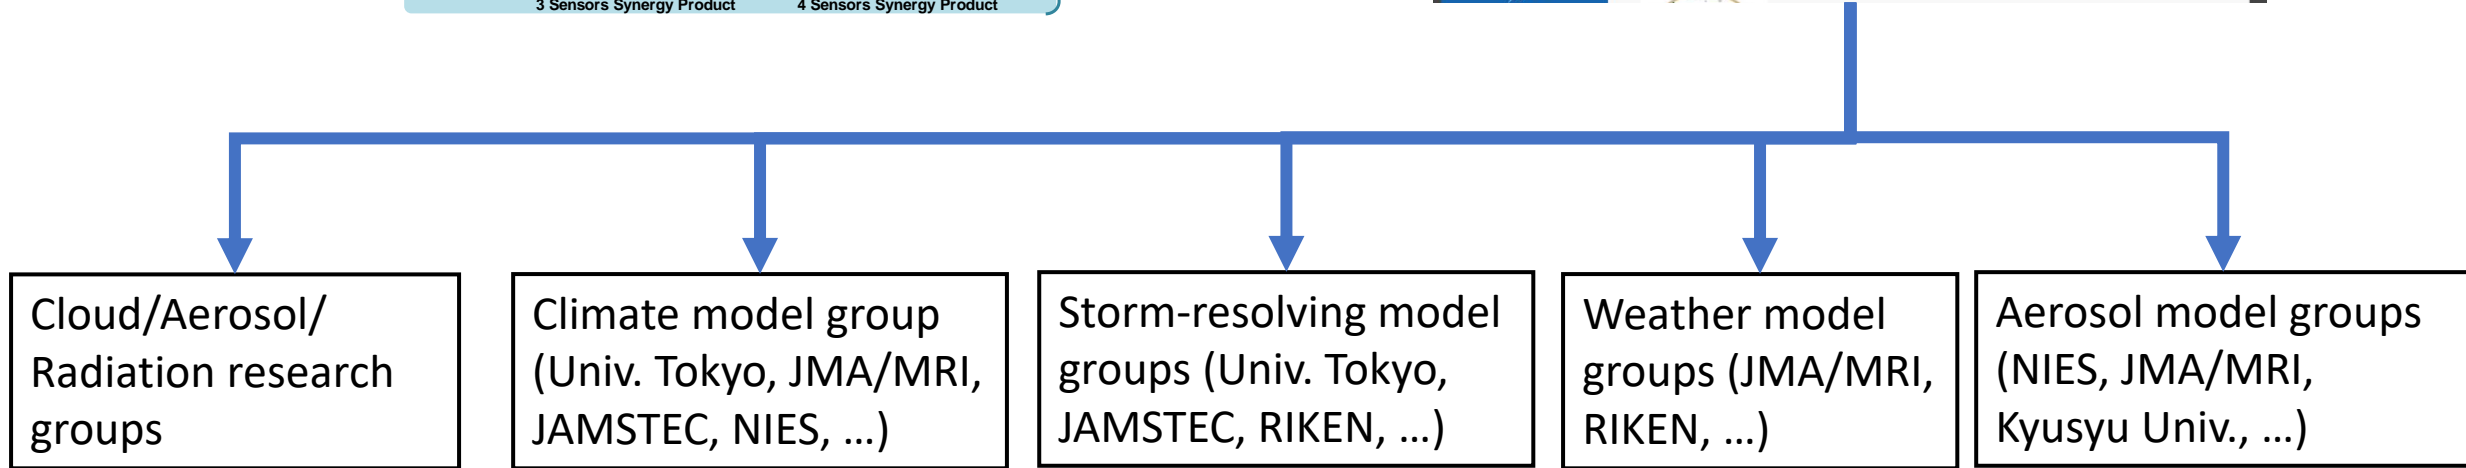 3 Sensors Synergy Product 4 Sensors Synergy Product
Cloud/Aerosol/
Radiation research
groups
Climate model group
(Univ. Tokyo, JMA/MRI,
JAMSTEC, NIES, ...)
Storm-resolving model
groups (Univ. Tokyo,
JAMSTEC, RIKEN, ...)
Weather model
groups (JMA/MRI,
RIKEN, ...)
Aerosol model groups
(NIES, JMA/MRI,
Kyusyu Univ., ...)